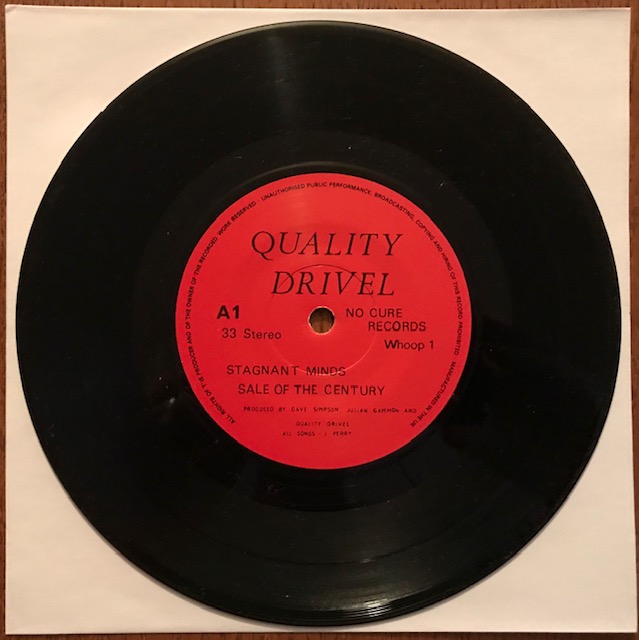 ALL RIGHTS OF THE PRODUCER AND OF THE OWNER OF THE RECORDED WORK RESERVED · UNAUTHORISED PUBLIC PERFORMANCE, BROADCASTING, COPYING AND HIRING OF THIS RECORD PROHIBITED · MANUFACTURED IN THE UK
QUALITY
DRIVEL
A1 NO CURE
33 Stereo RECORDS
Whoop 1
STAGNANT MINDS
SALE OF THE CENTURY
PRODUCED BY DAVE SIMPSON, JULIAN GAMMON AND
QUALITY DRIVEL
ALL SONGS - J PERRY